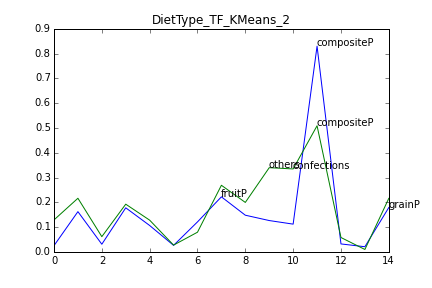 DietType_TF_KMeans_2
0.9
0.8
0.7
0.6
0.5
0.4
0.3
0.2
0.1
0.0
compositeP
compositeP
others
confections
fruitP
grainP
0 2 4 6 8 10 12 14